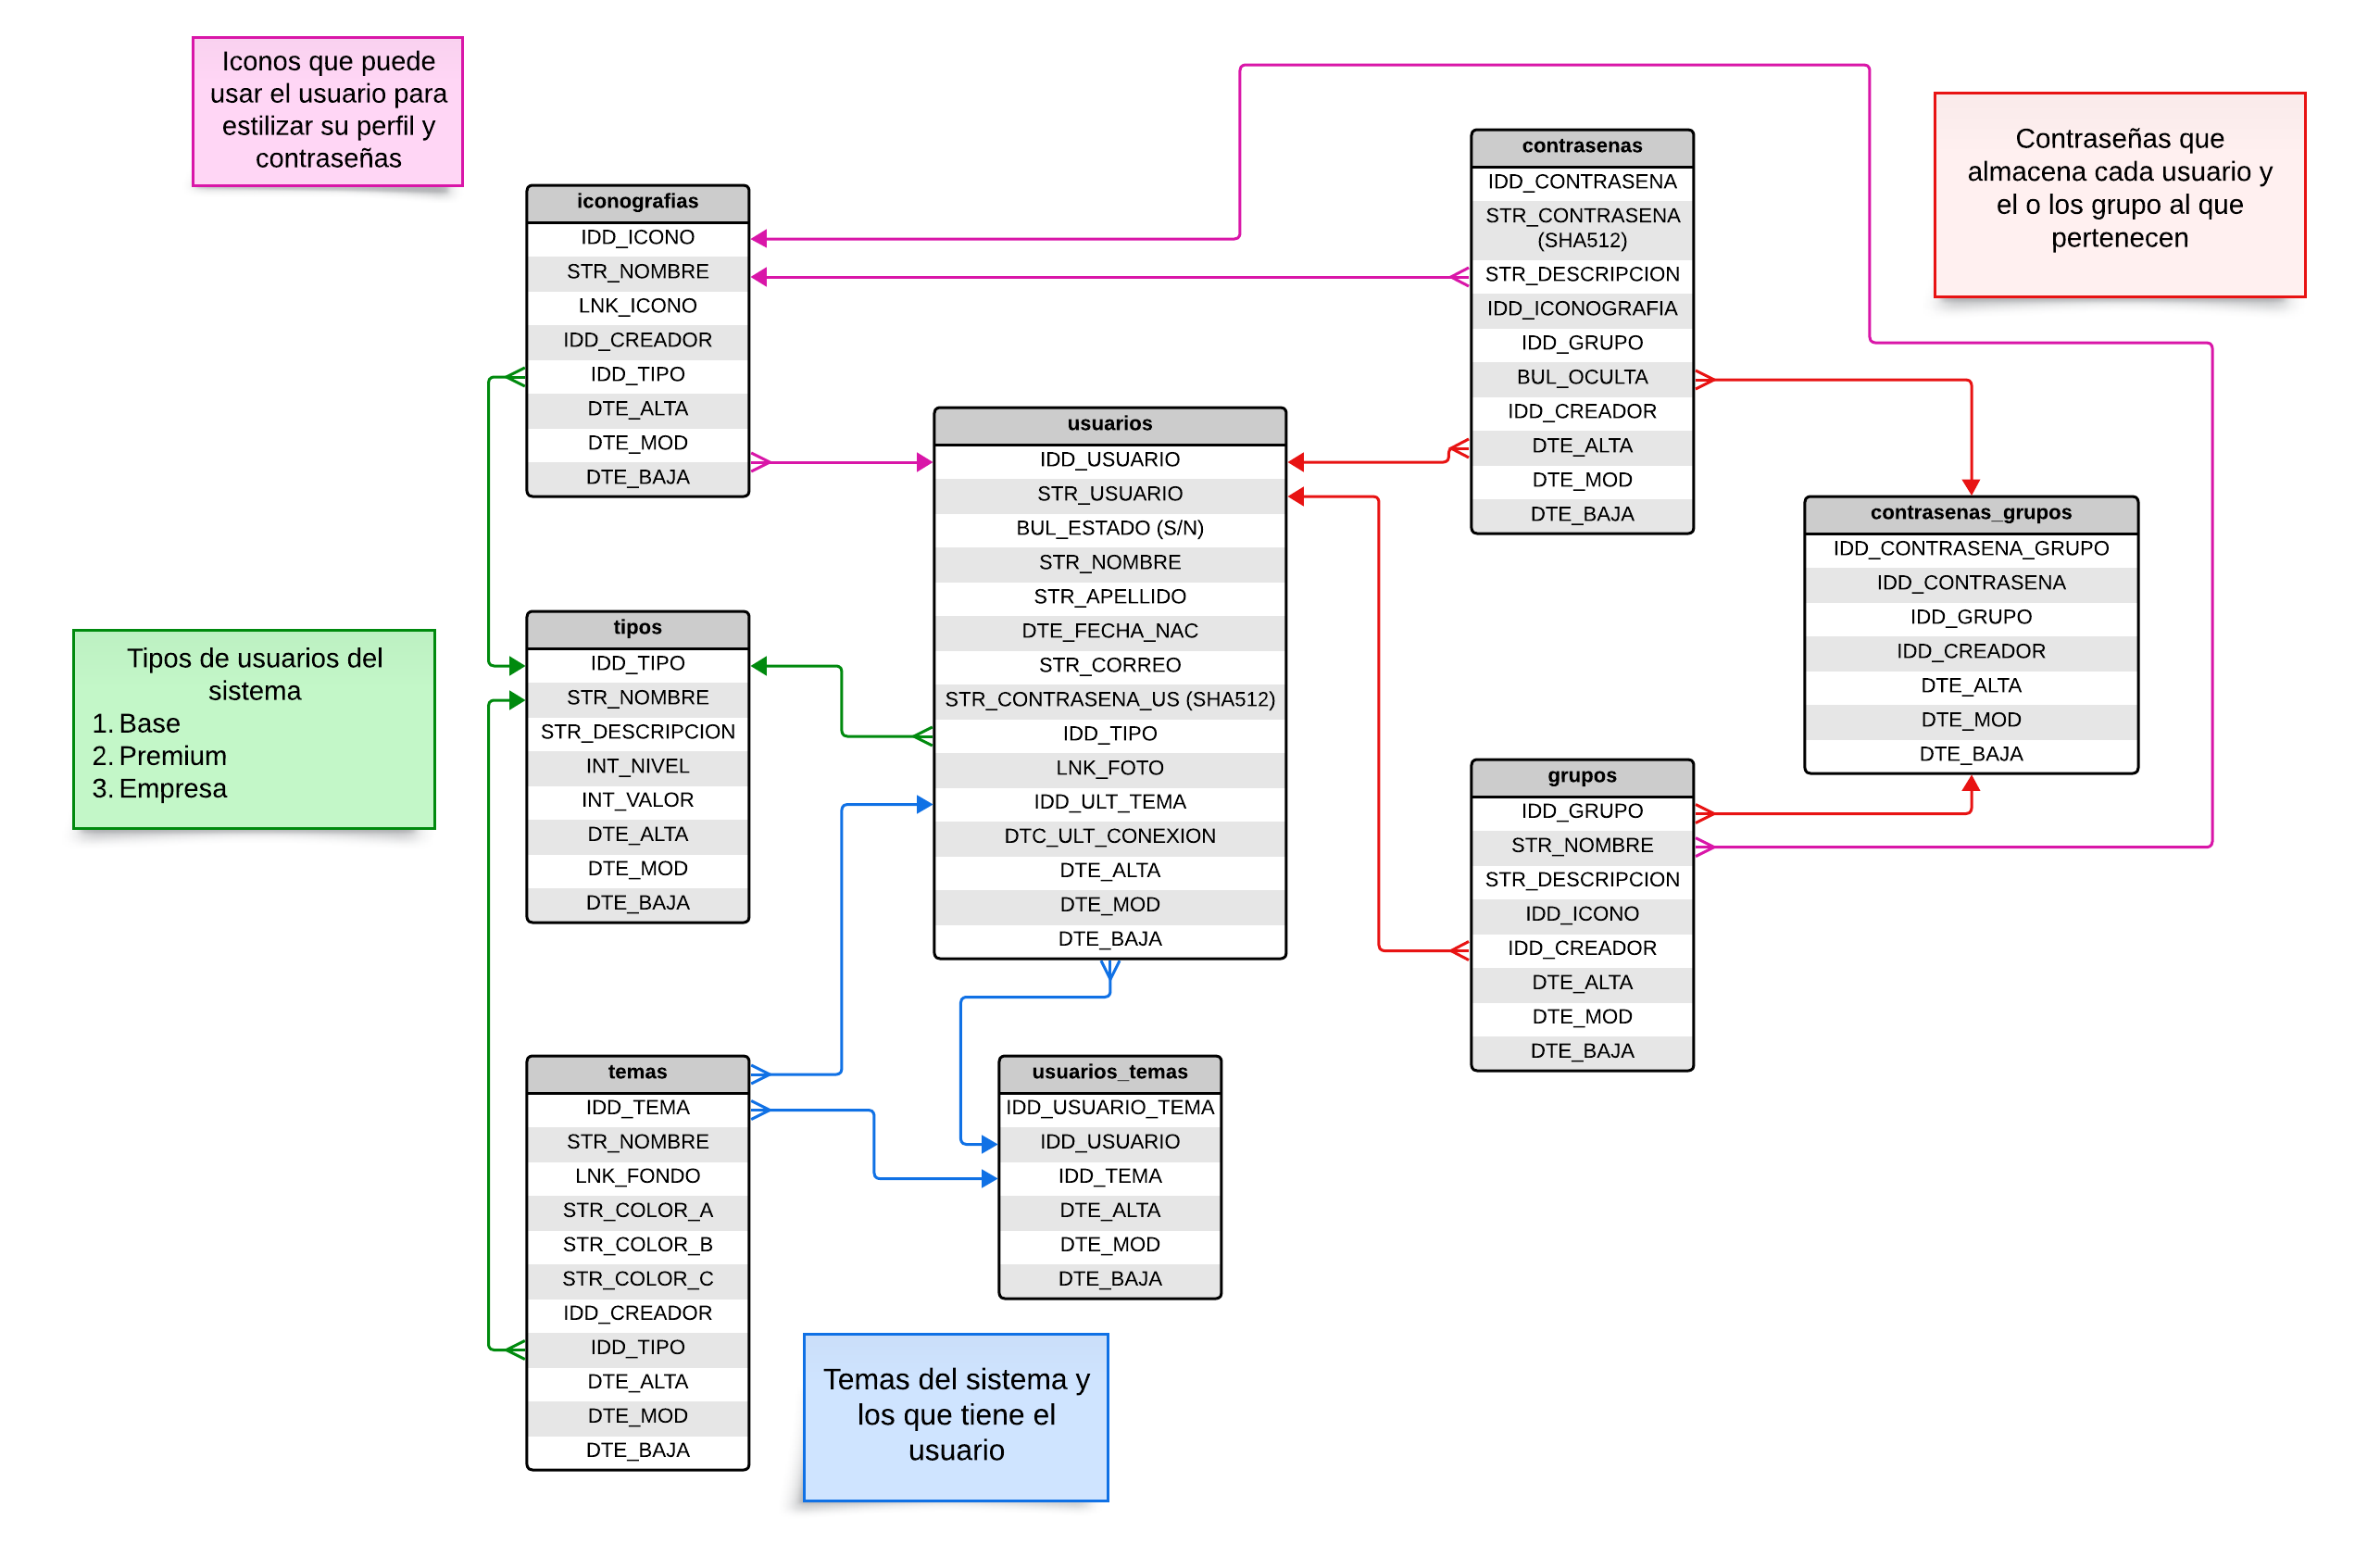 Iconos que puede
usar el usuario para
estilizar su perfil y
contraseñas
Contraseñas que
almacena cada usuario y
el o los grupo al que
pertenecen
contrasenas
IDD_CONTRASENA
STR_CONTRASENA
(SHA512)
STR_DESCRIPCION
IDD_ICONOGRAFIA
IDD_GRUPO
BUL_OCULTA
IDD_CREADOR
DTE_ALTA
DTE_MOD
DTE_BAJA
iconografias
IDD_ICONO
STR_NOMBRE
LNK_ICONO
IDD_CREADOR
IDD_TIPO
DTE_ALTA
DTE_MOD
DTE_BAJA
usuarios
IDD_USUARIO
STR_USUARIO
BUL_ESTADO (S/N)
STR_NOMBRE
STR_APELLIDO
DTE_FECHA_NAC
STR_CORREO
STR_CONTRASENA_US (SHA512)
IDD_TIPO
LNK_FOTO
IDD_ULT_TEMA
DTC_ULT_CONEXION
DTE_ALTA
DTE_MOD
DTE_BAJA
contrasenas_grupos
IDD_CONTRASENA_GRUPO
IDD_CONTRASENA
IDD_GRUPO
IDD_CREADOR
DTE_ALTA
DTE_MOD
DTE_BAJA
Tipos de usuarios del
sistema
1. Base
2. Premium
3. Empresa
tipos
IDD_TIPO
STR_NOMBRE
STR_DESCRIPCION
INT_NIVEL
INT_VALOR
DTE_ALTA
DTE_MOD
DTE_BAJA
grupos
IDD_GRUPO
STR_NOMBRE
STR_DESCRIPCION
IDD_ICONO
IDD_CREADOR
DTE_ALTA
DTE_MOD
DTE_BAJA
temas
IDD_TEMA
STR_NOMBRE
LNK_FONDO
STR_COLOR_A
STR_COLOR_B
STR_COLOR_C
IDD_CREADOR
IDD_TIPO
DTE_ALTA
DTE_MOD
DTE_BAJA
usuarios_temas
IDD_USUARIO_TEMA
IDD_USUARIO
IDD_TEMA
DTE_ALTA
DTE_MOD
DTE_BAJA
Temas del sistema y
los que tiene el
usuario